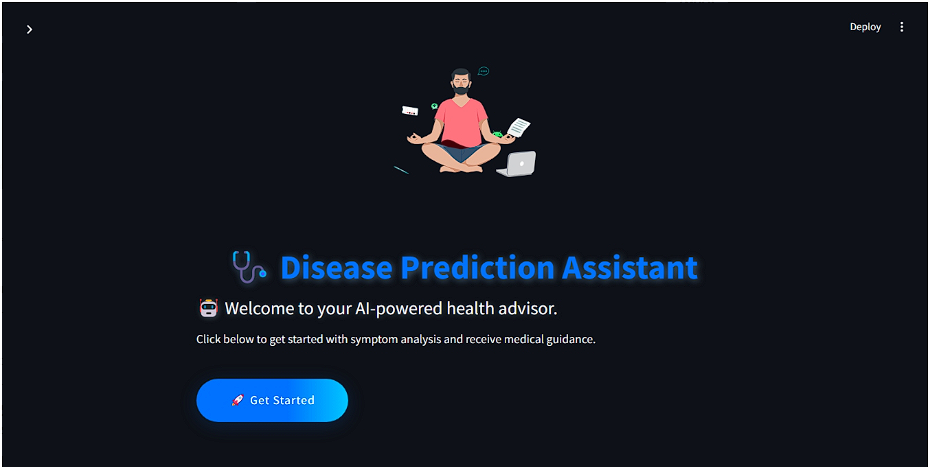 Deploy
Disease Prediction Assistant
Welcome to your AI-powered health advisor.
Click below to get started with symptom analysis and receive medical guidance.
Get Started